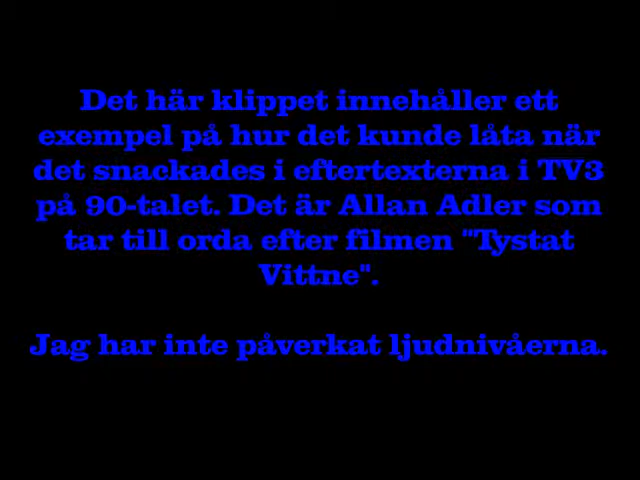 Det här klippet innehåller ett
exempel på hur det kunde låta när
det snackades i eftertexterna i TV3
på 90-talet. Det är Allan Adler som
tar till orda efter filmen "Tystat
Vittne".
Jag har inte påverkat ljudnivåerna.